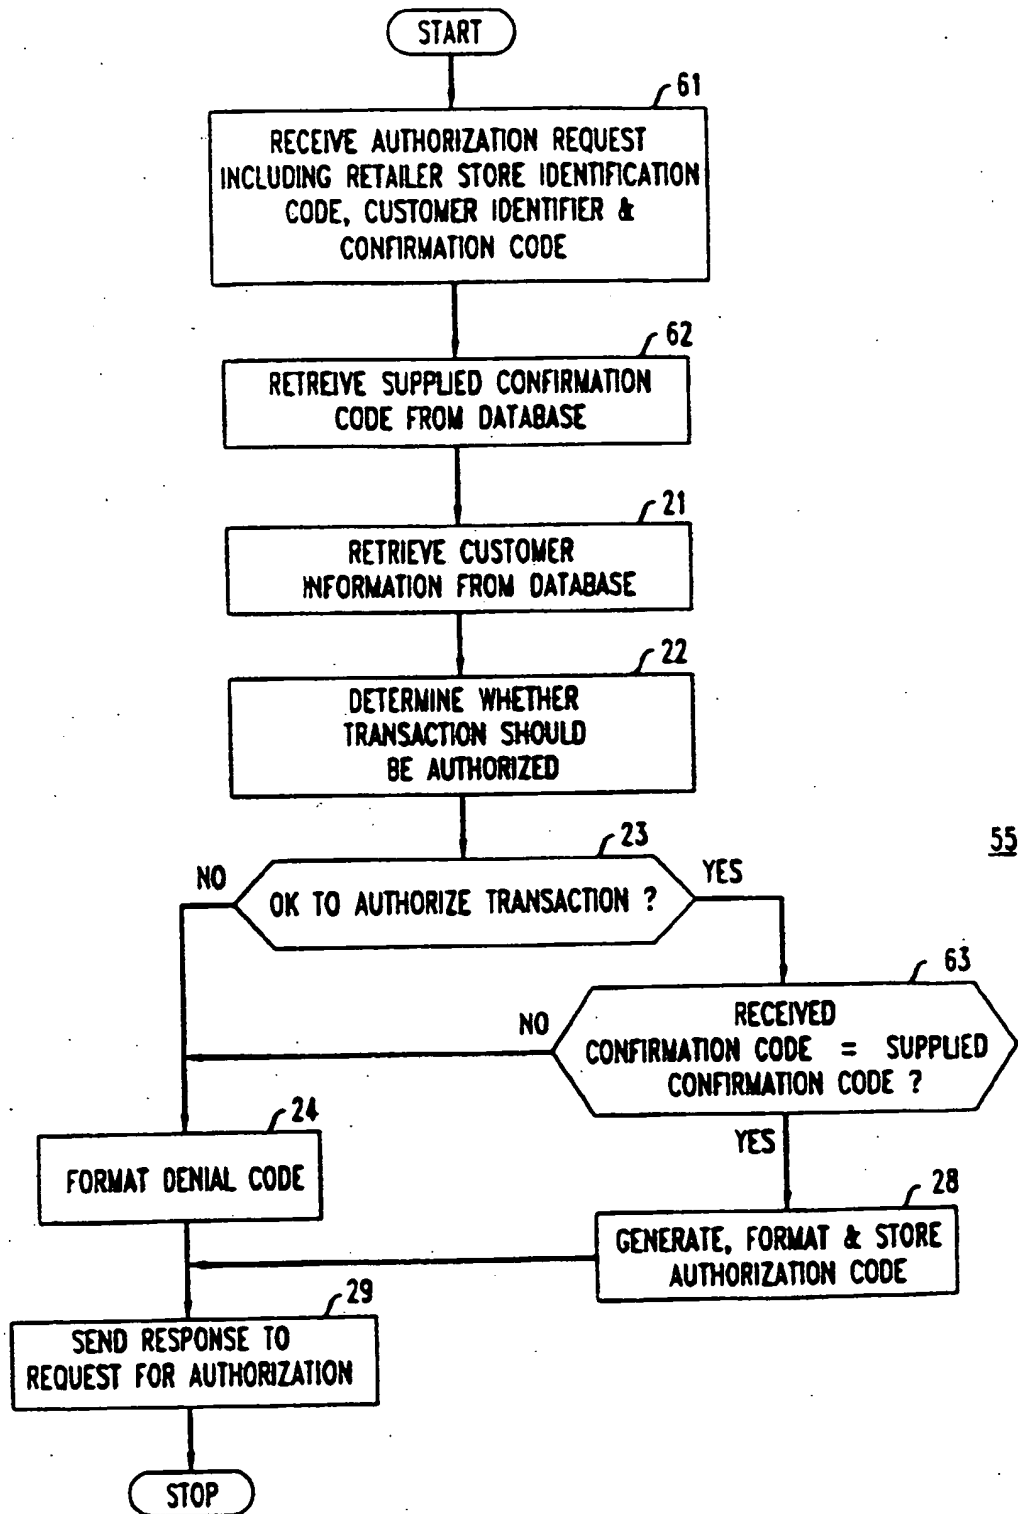 START
61
RECEIVE AUTHORIZATION REQUEST
INCLUDING RETAILER STORE IDENTIFICATION
CODE, CUSTOMER IDENTIFIER &
CONFIRMATION CODE
62
RETREIVE SUPPLIED CONFIRMATION
CODE FROM DATABASE
21
RETRIEVE CUSTOMER
INFORMATION FROM DATABASE
22
DETERMINE WHETHER
TRANSACTION SHOULD
BE AUTHORIZED
55
23
NO
OK TO AUTHORIZE TRANSACTION ?
YES
63
NO
RECEIVED
CONFIRMATION CODE = SUPPLIED
CONFIRMATION CODE ?
YES
24
FORMAT DENIAL CODE
28
GENERATE, FORMAT & STORE
AUTHORIZATION CODE
29
SEND RESPONSE TO
REQUEST FOR AUTHORIZATION
STOP